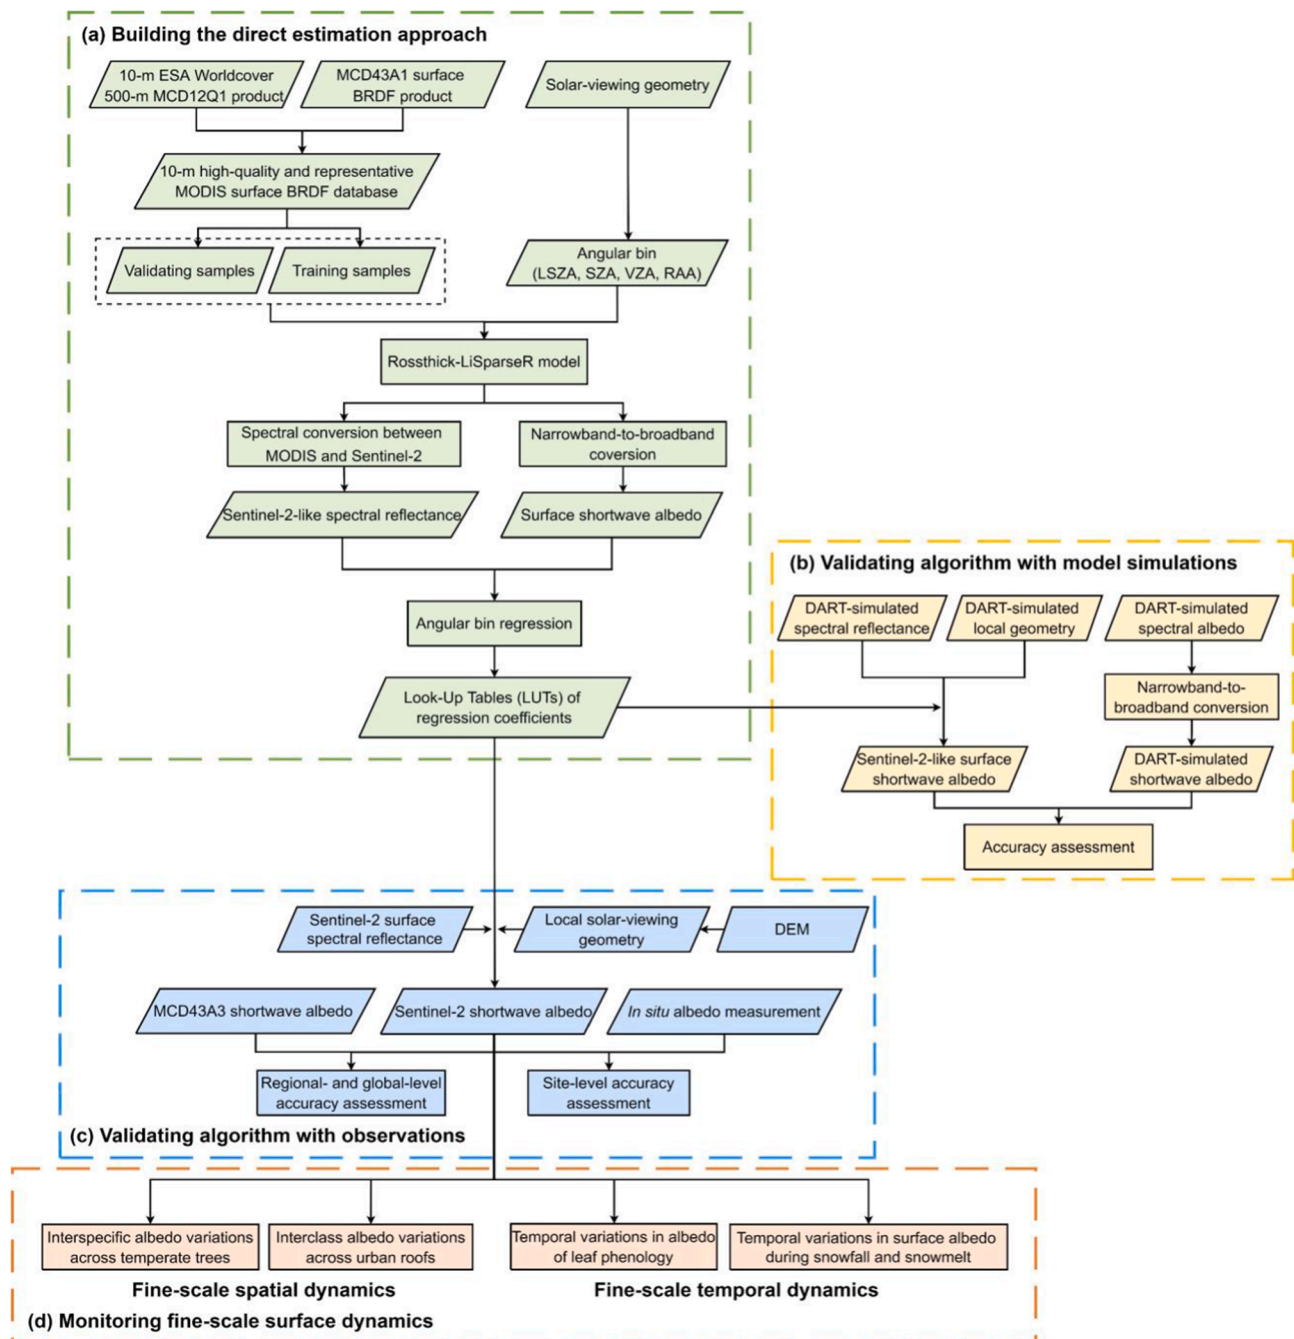 (a) Building the direct estimation approach
10-m ESA Worldcover
500-m MCD12Q1 product
MCD43A1 surface
BRDF product
Solar-viewing geometry
10-m high-quality and representative
MODIS surface BRDF database
Validating samples
Training samples
Angular bin
(LSZA, SZA, VZA, RAA)
Rossthick-LiSparseR model
Spectral conversion between
MODIS and Sentinel-2
Narrowband-to-broadband
coversion
Sentinel-2-like spectral reflectance
Surface shortwave albedo
Angular bin regression
Look-Up Tables (LUTs) of
regression coefficients
(b) Validating algorithm with model simulations
DART-simulated
spectral reflectance
DART-simulated
local geometry
DART-simulated
spectral albedo
Narrowband-to-
broadband conversion
Sentinel-2-like surface
shortwave albedo
DART-simulated
shortwave albedo
Accuracy assessment
Sentinel-2 surface
spectral reflectance
Local solar-viewing
geometry
DEM
MCD43A3 shortwave albedo
Sentinel-2 shortwave albedo
In situ albedo measurement
Regional- and global-level
accuracy assessment
Site-level accuracy
assessment
(c) Validating algorithm with observations
Interspecific albedo variations
across temperate trees
Interclass albedo variations
across urban roofs
Temporal variations in albedo
of leaf phenology
Temporal variations in surface albedo
during snowfall and snowmelt
Fine-scale spatial dynamics
Fine-scale temporal dynamics
(d) Monitoring fine-scale surface dynamics